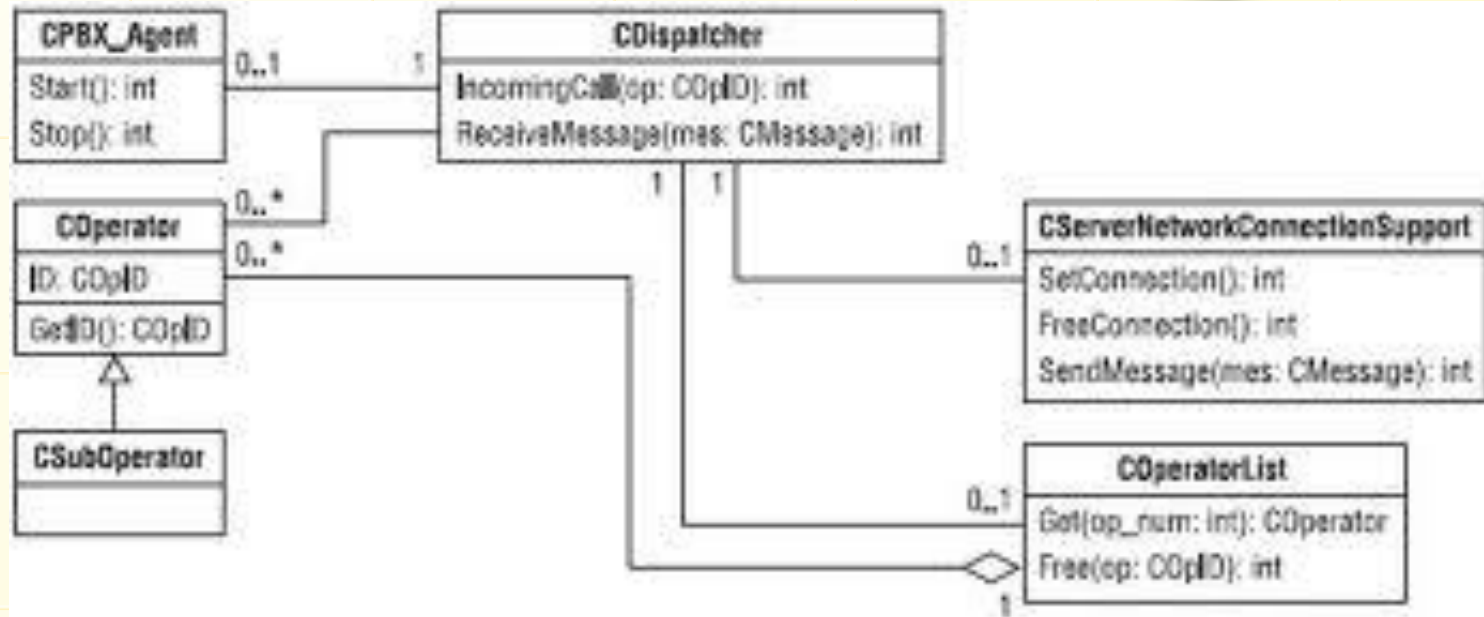 CPBX_Agent
Start(): int
Stop(): int
0..1
1
CDispatcher
IncomingCall(op: COpID): int
ReceiveMessage(mes: CMessage): int
0..*
1
1
COperator
ID: COpID
GetID(): COpID
0..*
CServerNetworkConnectionSupport
SetConnection(): int
FreeConnection(): int
SendMessage(mes: CMessage): int
0..1
CSubOperator
COperatorList
Get(op_num: int): COperator
Free(op: COpID): int
0..1
1